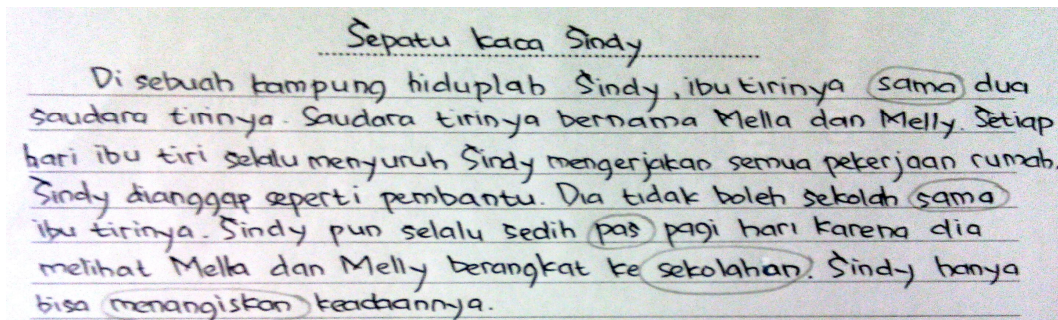 Sepatu kaca Sindy
Di sebuah kampung hiduplah Sindy, ibu tirinya sama dua
saudara tirinya. Saudara tirinya bernama Mella dan Melly. Setiap
hari ibu tiri selalu menyuruh Sindy mengerjakan semua pekerjaan rumah.
Sindy dianggap seperti pembantu. Dia tidak boleh sekolah sama
ibu tirinya. Sindy pun selalu sedih pas pagi hari karena dia
melihat Mella dan Melly berangkat ke sekolahan. Sindy hanya
bisa menangiskan keadaannya.